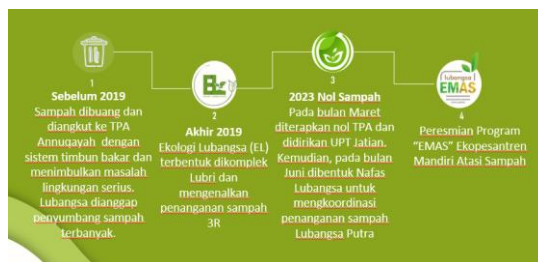 1
Sebelum 2019
Sampah dibuang dan
diangkut ke TPA
Annuqayah dengan
sistem timbun bakar dan
menimbulkan masalah
lingkungan serius.
Lubangsa dianggap
penyumbang sampah
terbanyak.
EL
2
Akhir 2019
Ekologi Lubangsa (EL)
terbentuk dikomplek
Lubri dan
mengenalkan
penanganan sampah
3R
3
2023 Nol Sampah
Pada bulan Maret
diterapkan nol TPA dan
didirikan UPT Jatian.
Kemudian, pada bulan
Juni dibentuk Nafas
Lubangsa untuk
mengkoordinasi
penanganan sampah
Lubangsa Putra
lubangsa
EMAS
4
Peresmian Program
“EMAS” Ekopesantren
Mandiri Atasi Sampah